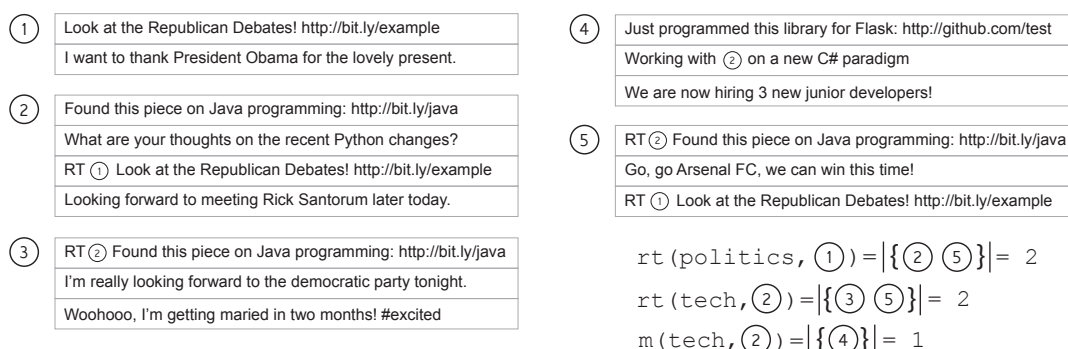 ① Look at the Republican Debates! http://bit.ly/example
I want to thank President Obama for the lovely present.
② Found this piece on Java programming: http://bit.ly/java
What are your thoughts on the recent Python changes?
RT ① Look at the Republican Debates! http://bit.ly/example
Looking forward to meeting Rick Santorum later today.
③ RT ② Found this piece on Java programming: http://bit.ly/java
I'm really looking forward to the democratic party tonight.
Woohooo, I'm getting maried in two months! #excited
④ Just programmed this library for Flask: http://github.com/test
Working with ② on a new C# paradigm
We are now hiring 3 new junior developers!
⑤ RT ② Found this piece on Java programming: http://bit.ly/java
Go, go Arsenal FC, we can win this time!
RT ① Look at the Republican Debates! http://bit.ly/example
rt(politics,①)=|{② ⑤}|= 2
rt(tech,②)=|{③ ⑤}|= 2
m(tech,②)=|{④}|= 1